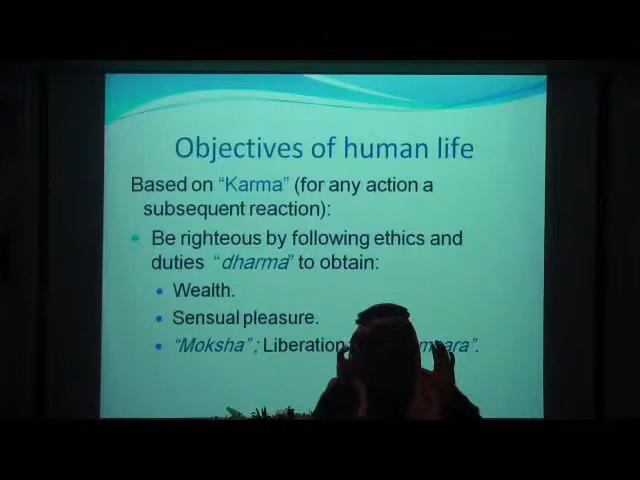 Objectives of human life
Based on “Karma” (for any action a
subsequent reaction):
Be righteous by following ethics and
duties “dharma” to obtain:
Wealth.
Sensual pleasure.
“Moksha”; Liberation